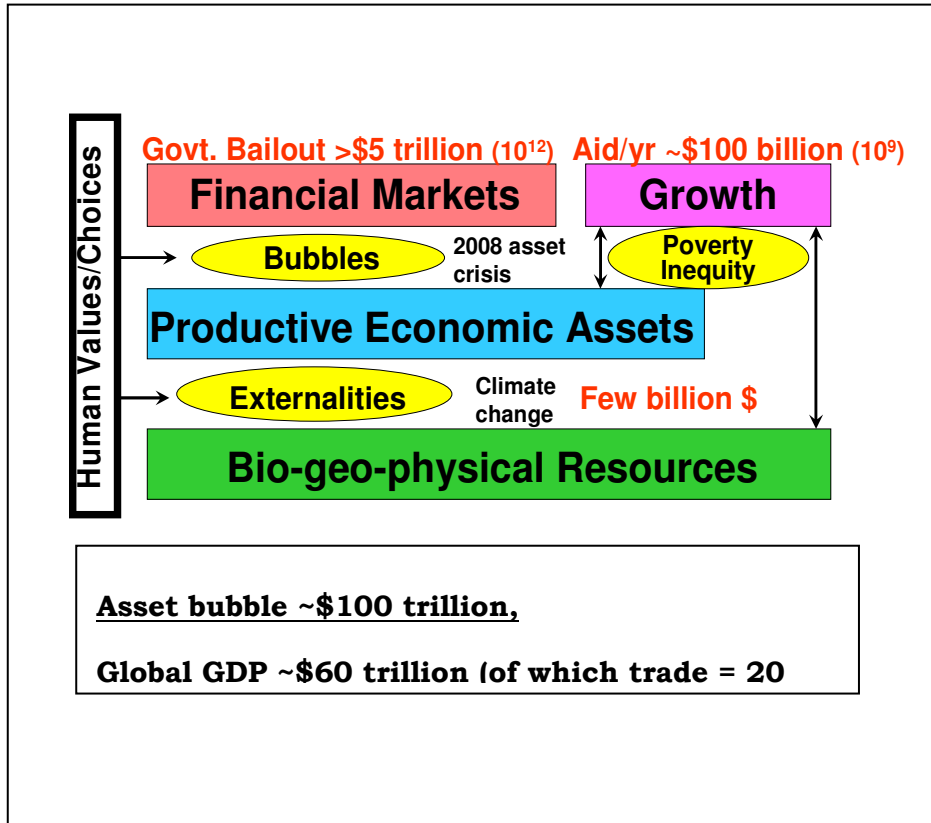 Human Values/Choices
Govt. Bailout >$5 trillion (10¹²) Aid/yr ~$100 billion (10⁹)
Financial Markets
Growth
Bubbles
2008 asset
crisis
Poverty
Inequity
Productive Economic Assets
Externalities
Climate
change
Few billion $
Bio-geo-physical Resources
Asset bubble ~$100 trillion,
Global GDP ~$60 trillion (of which trade = 20